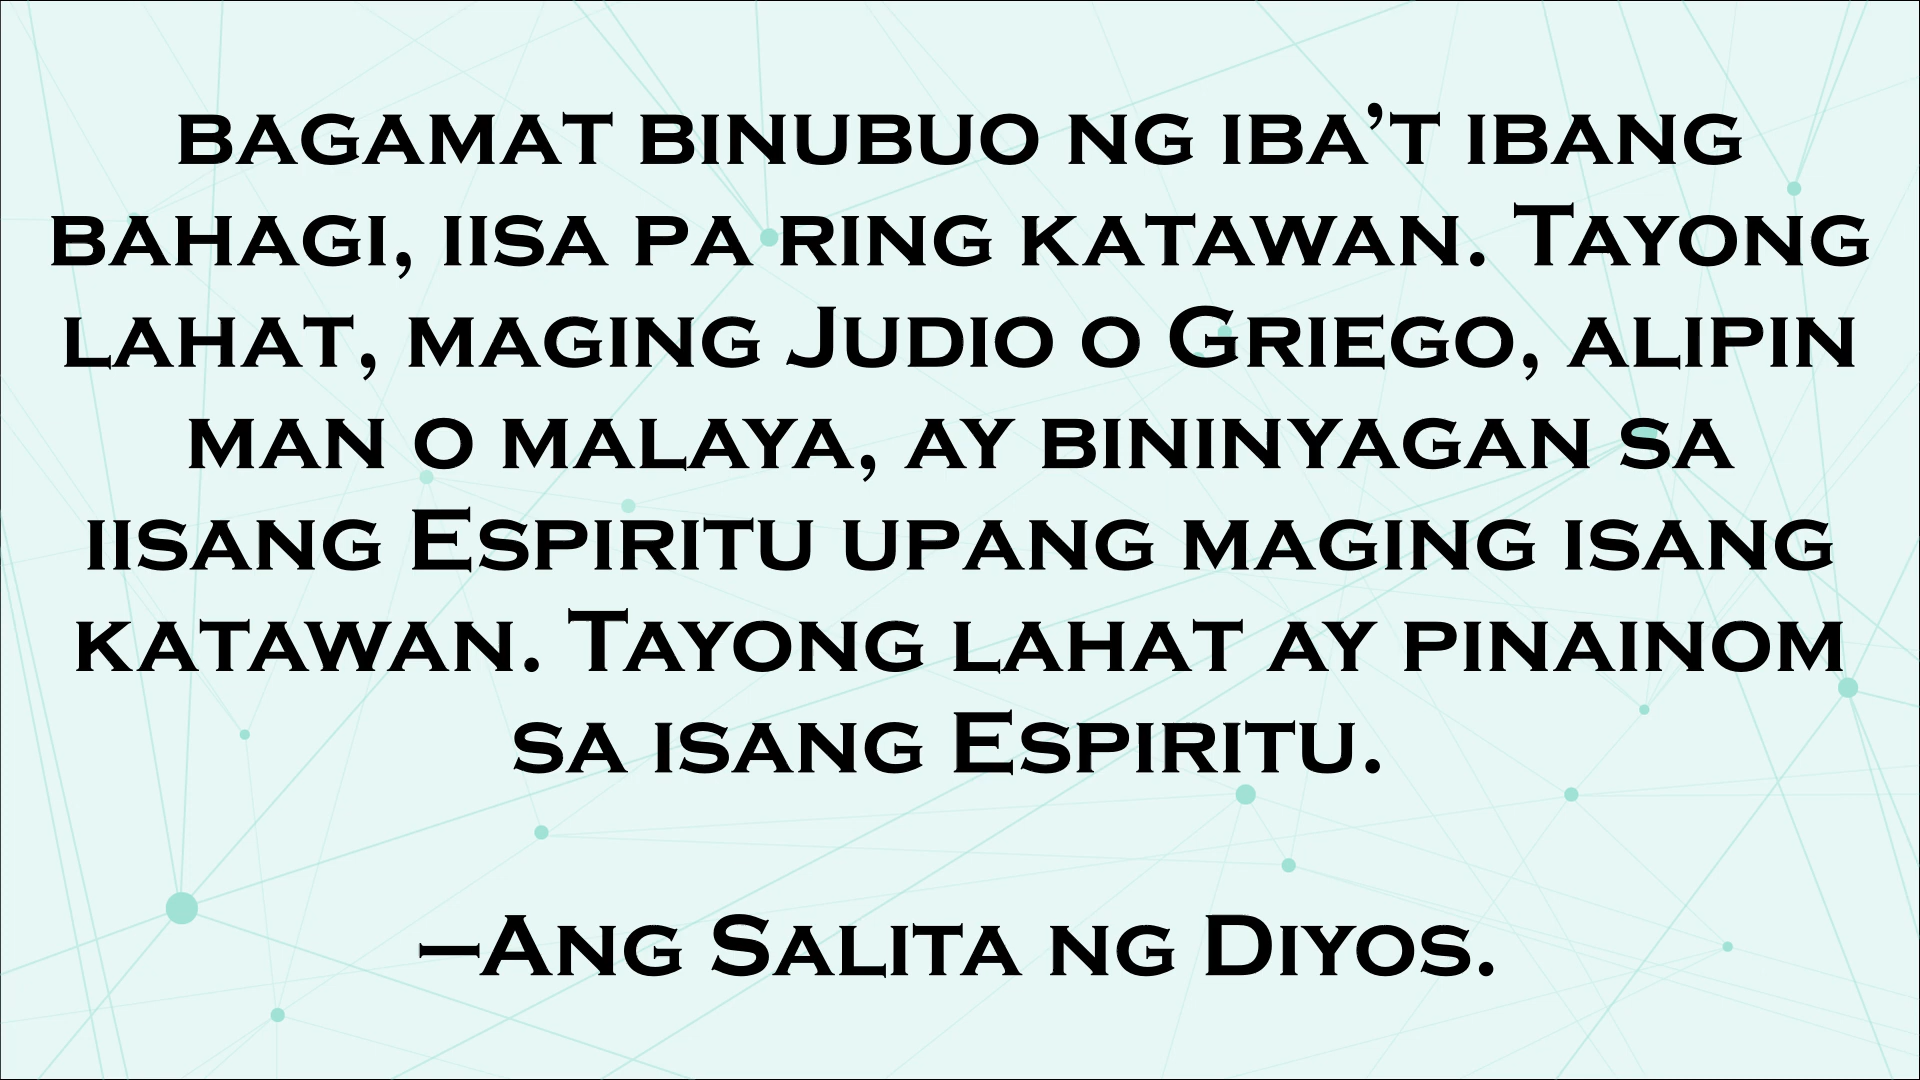 bagamat binubuo ng iba’t ibang
bahagi, iisa pa ring katawan. Tayong
lahat, maging Judio o Griego, alipin
man o malaya, ay bininyagan sa
iisang Espiritu upang maging isang
katawan. Tayong lahat ay pinainom
sa isang Espiritu.
—Ang Salita ng Diyos.